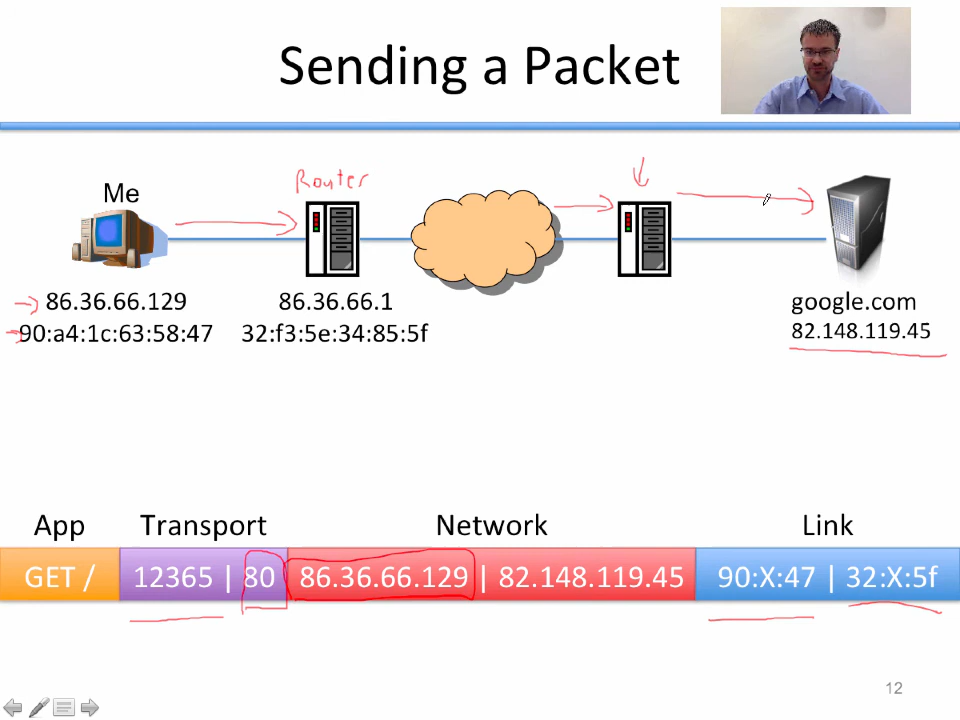 Sending a Packet
Me
Router
86.36.66.129
90:a4:1c:63:58:47
86.36.66.1
32:f3:5e:34:85:5f
google.com
82.148.119.45
App
Transport
Network
Link
GET /
12365 | 80
86.36.66.129 | 82.148.119.45
90:X:47 | 32:X:5f
12